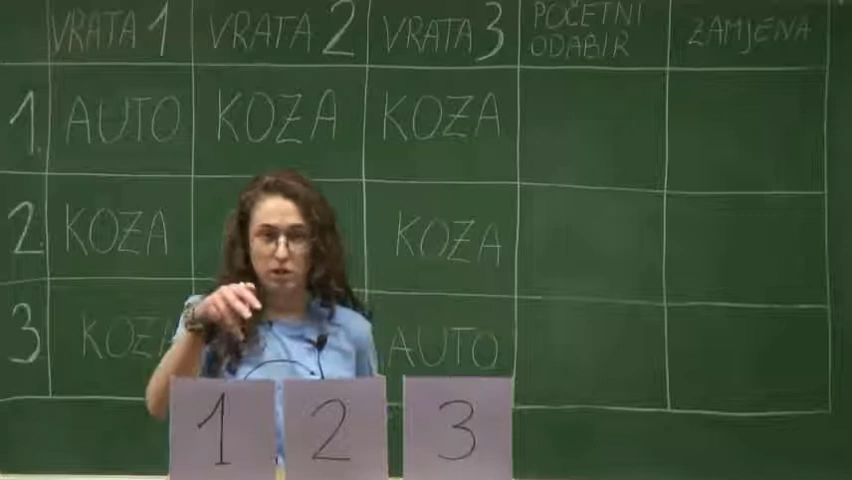 VRATA 1 VRATA 2 VRATA 3 POČETNI ODABIR ZAMJENA
1. AUTO KOZA KOZA
2. KOZA KOZA
3. KOZA AUTO
1 2 3